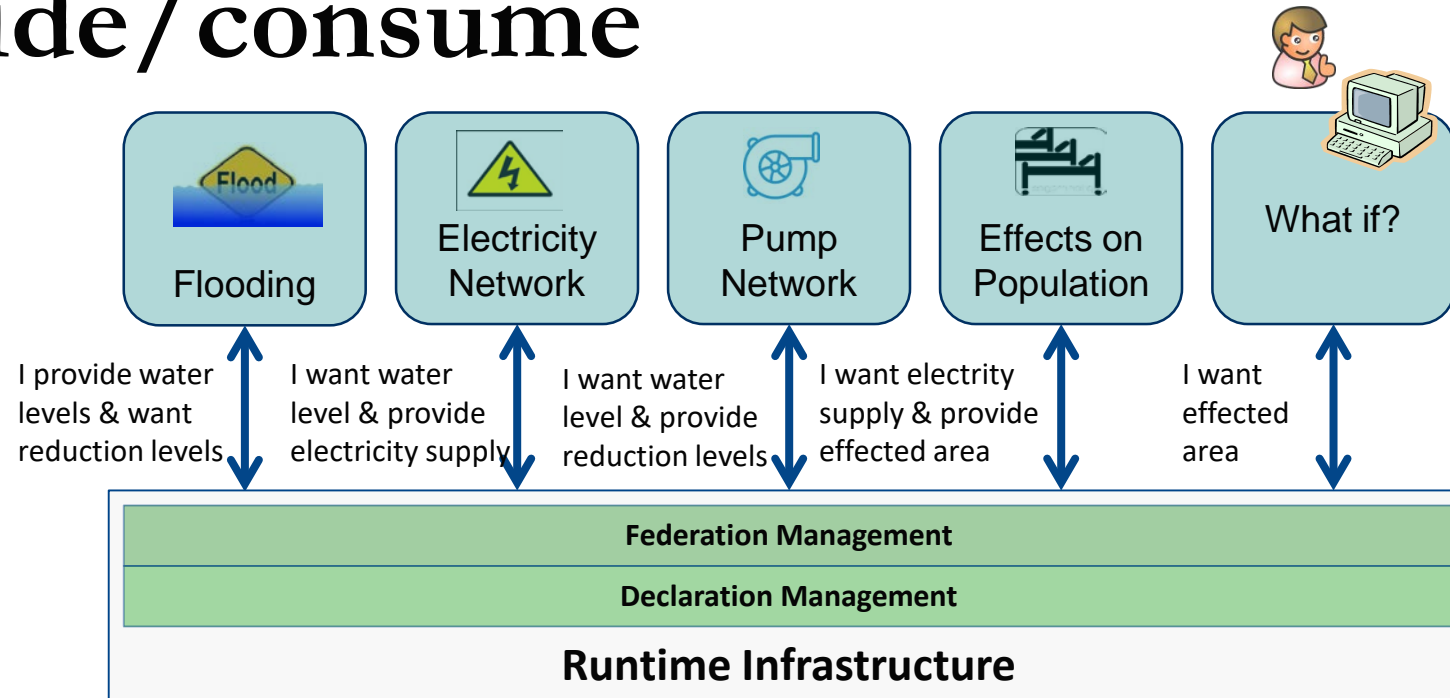 ide/consume
Flood
Flooding
Electricity
Network
Pump
Network
Effects on
Population
What if?
I provide water
levels & want
reduction levels
I want water
level & provide
electricity supply
I want water
level & provide
reduction levels
I want electrity
supply & provide
effected area
I want
effected
area
Federation Management
Declaration Management
Runtime Infrastructure